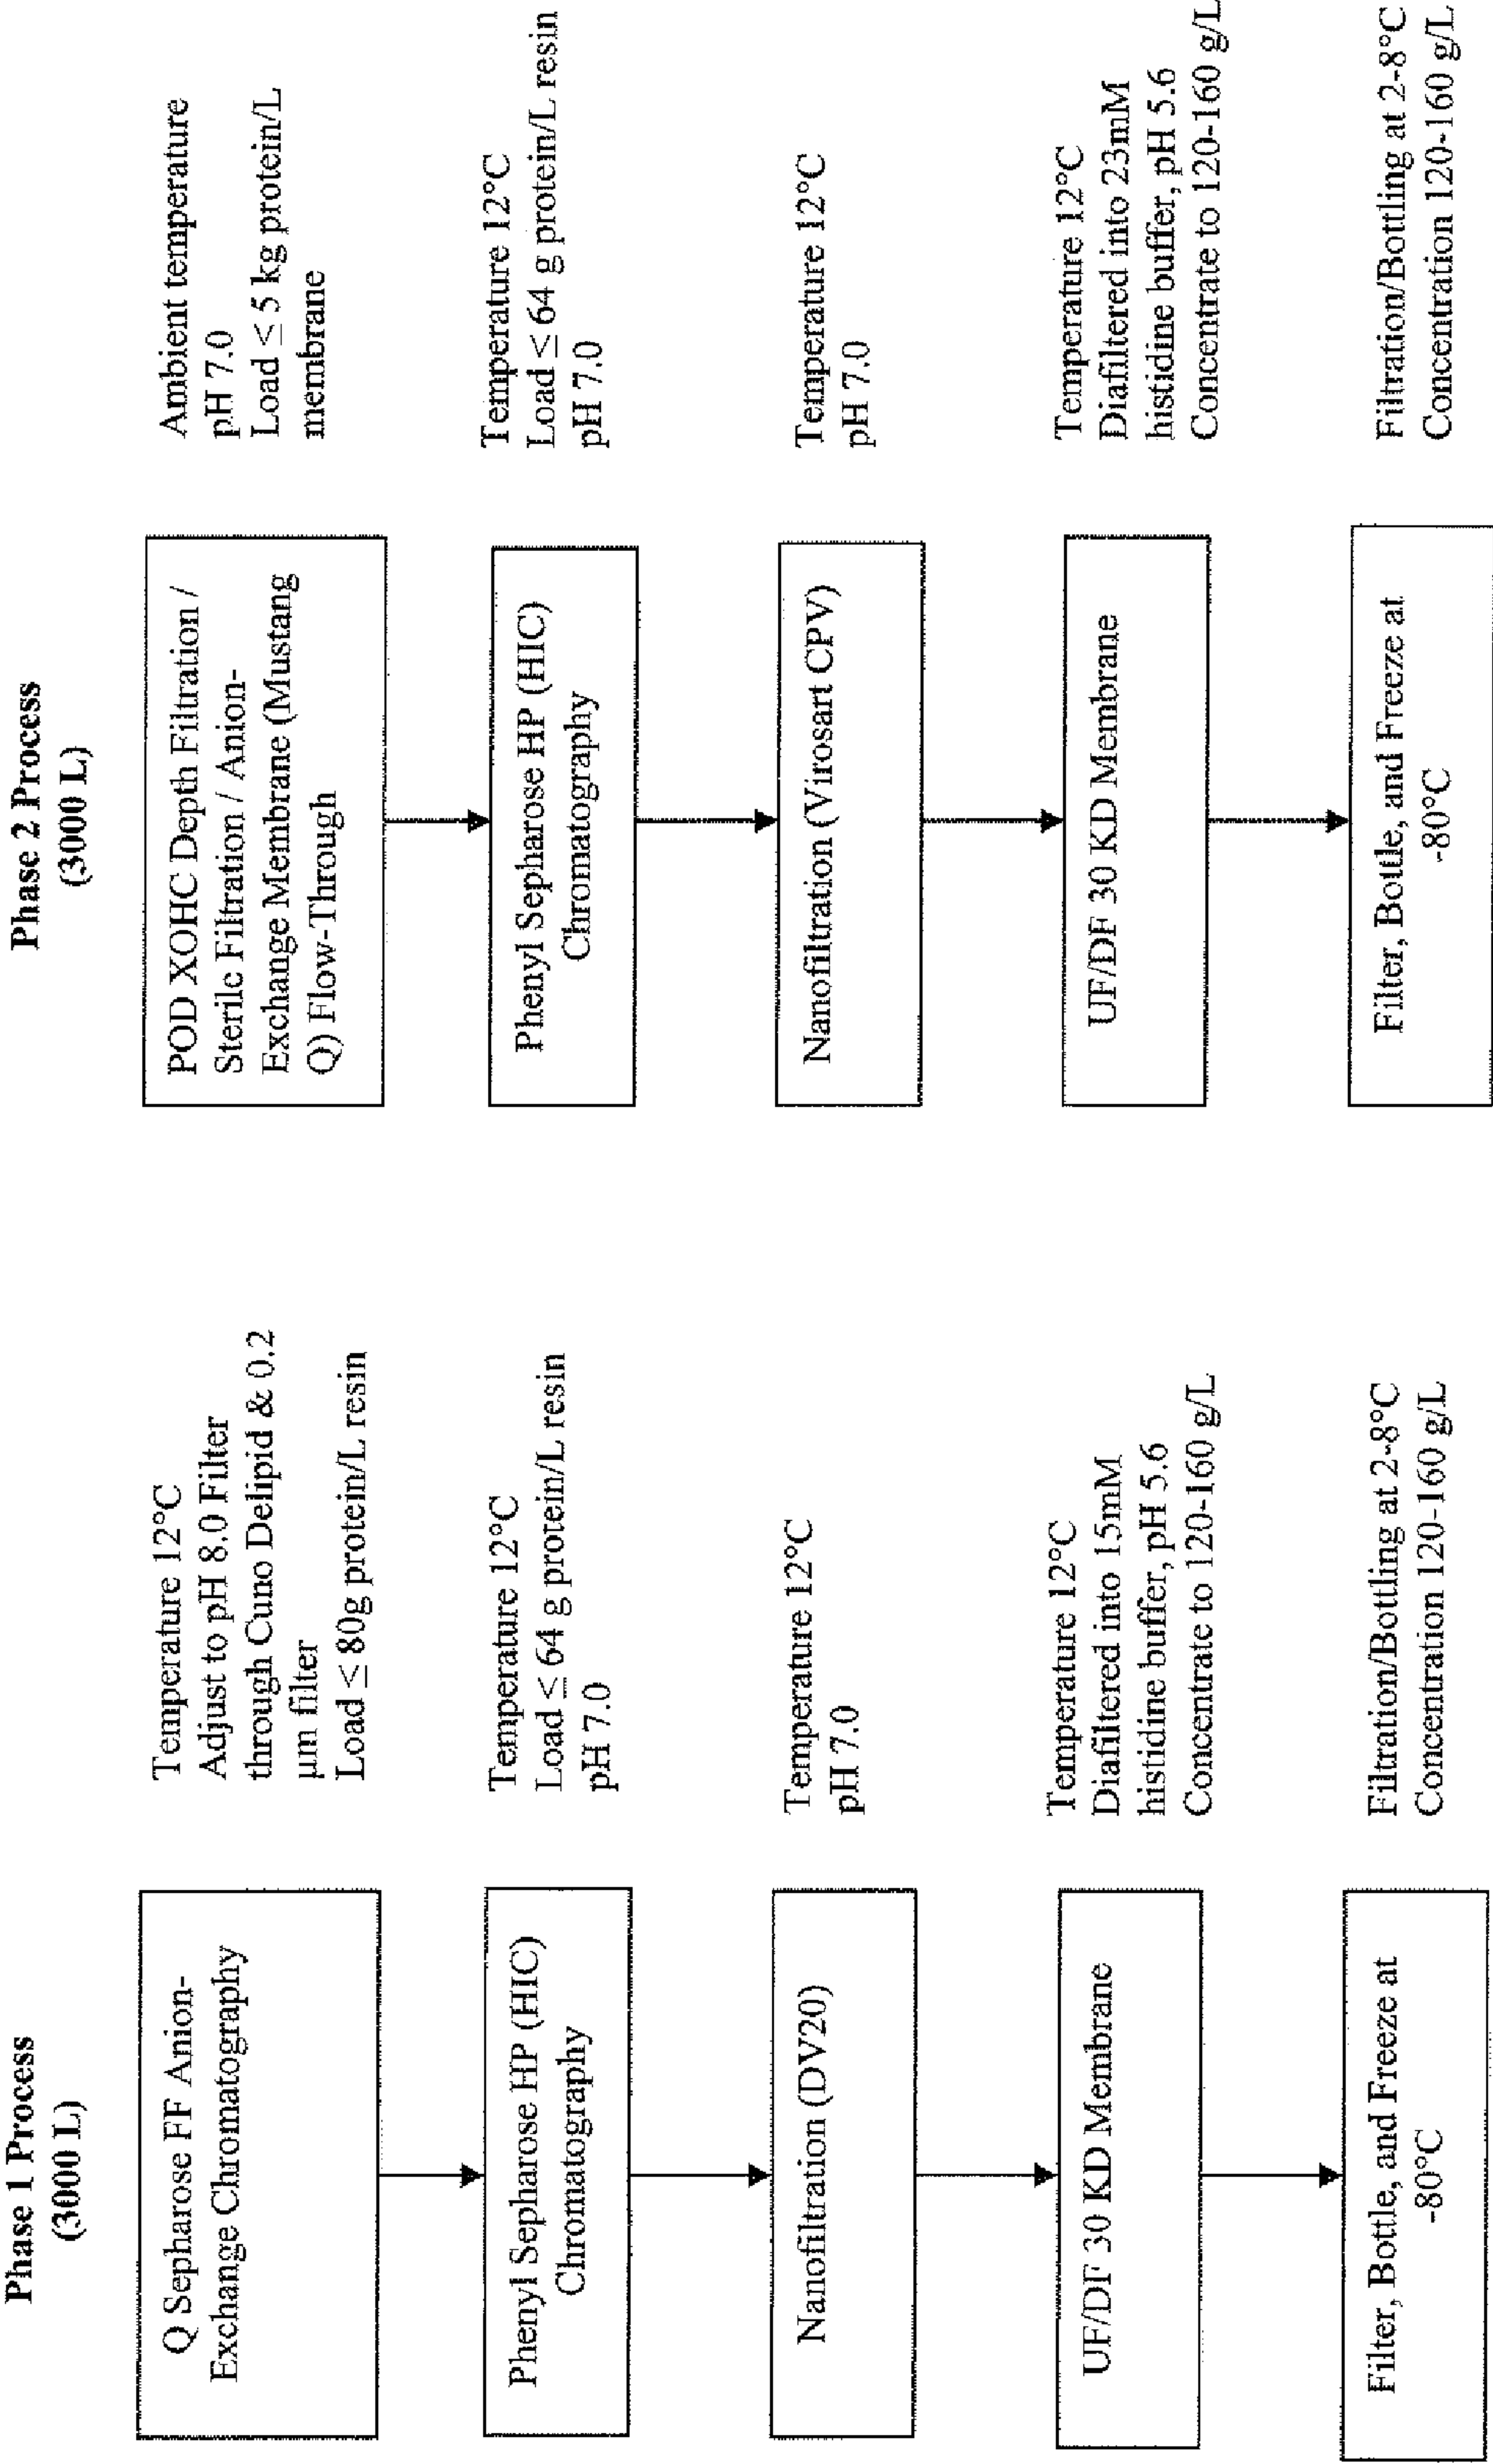 Phase 1 Process
(3000 L)
Q Sepharose FF Anion-
Exchange Chromatography
Temperature 12°C
Adjust to pH 8.0 Filter
through Cuno Delipid & 0.2
µm filter
Load ≤ 80g protein/L resin
Phenyl Sepharose HP (HIC)
Chromatography
Temperature 12°C
Load ≤ 64 g protein/L resin
pH 7.0
Nanofiltration (DV20)
Temperature 12°C
pH 7.0
UF/DF 30 KD Membrane
Temperature 12°C
Diafiltered into 15mM
histidine buffer, pH 5.6
Concentrate to 120-160 g/L
Filter, Bottle, and Freeze at
-80°C
Filtration/Bottling at 2-8°C
Concentration 120-160 g/L
Phase 2 Process
(3000 L)
POD XOHC Depth Filtration /
Sterile Filtration / Anion-
Exchange Membrane (Mustang
Q) Flow-Through
Ambient temperature
pH 7.0
Load ≤ 5 kg protein/L
membrane
Phenyl Sepharose HP (HIC)
Chromatography
Temperature 12°C
Load ≤ 64 g protein/L resin
pH 7.0
Nanofiltration (Virosart CPV)
Temperature 12°C
pH 7.0
UF/DF 30 KD Membrane
Temperature 12°C
Diafiltered into 23mM
histidine buffer, pH 5.6
Concentrate to 120-160 g/L
Filter, Bottle, and Freeze at
-80°C
Filtration/Bottling at 2-8°C
Concentration 120-160 g/L